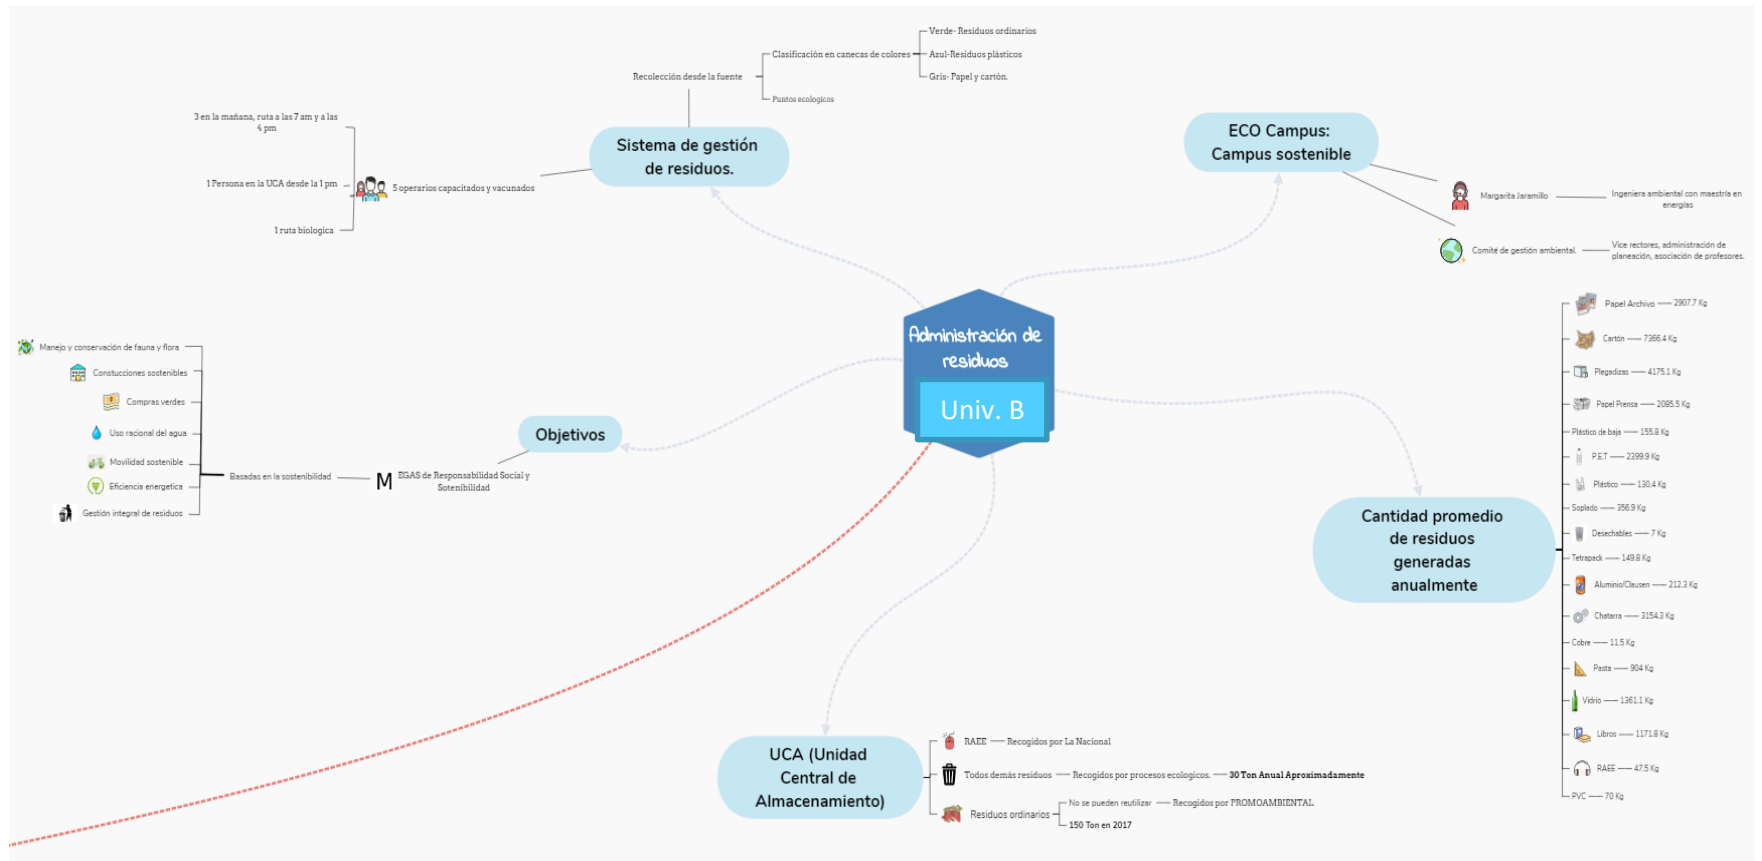 Verde- Residuos ordinarios
Clasificación en canecas de colores
Azul-Residuos plásticos
Recolección desde la fuente
Gris- Papel y cartón.
Puntos ecologicos
3 en la mañana, ruta a las 7 am y a las
4 pm
Sistema de gestión
de residuos.
1 Persona en la UCA desde la 1 pm
5 operarios capacitados y vacunados
1 ruta biologica
ECO Campus:
Campus sostenible
Margarita Jaramillo
Ingeniera ambiental con maestría en
energías
Comité de gestión ambiental.
Vice rectores, administración de
planeación, asociación de profesores.
Administración de
residuos
Univ. B
Manejo y conservación de fauna y flora
Constucciones sostenibles
Compras verdes
Uso racional del agua
Movilidad sostenible
Eficiencia energetica
Gestión integral de residuos
Basadas en la sostenibilidad
M EGAS de Responsabilidad Social y
Sotenibilidad
Objetivos
Cantidad promedio
de residuos
generadas
anualmente
Papel Archivo 2907.7 Kg
Cartón 7366.4 Kg
Plegadizas 4175.1 Kg
Papel Prensa 2085.5 Kg
Plástico de baja 155.8 Kg
P.E.T 2399.9 Kg
Plástico 130.4 Kg
Soplado 356.9 Kg
Desechables 7 Kg
Tetrapack 149.8 Kg
Aluminio/Clausen 212.3 Kg
Chatarra 3154.3 Kg
Cobre 11.5 Kg
Pasta 904 Kg
Vidrio 1361.1 Kg
Libros 1171.8 Kg
RAEE 47.5 Kg
PVC 70 Kg
UCA (Unidad
Central de
Almacenamiento)
RAEE Recogidos por La Nacional
Todos demás residuos Recogidos por procesos ecologicos. 30 Ton Anual Aproximadamente
Residuos ordinarios
No se pueden reutilizar Recogidos por PROMOAMBIENTAL
150 Ton en 2017